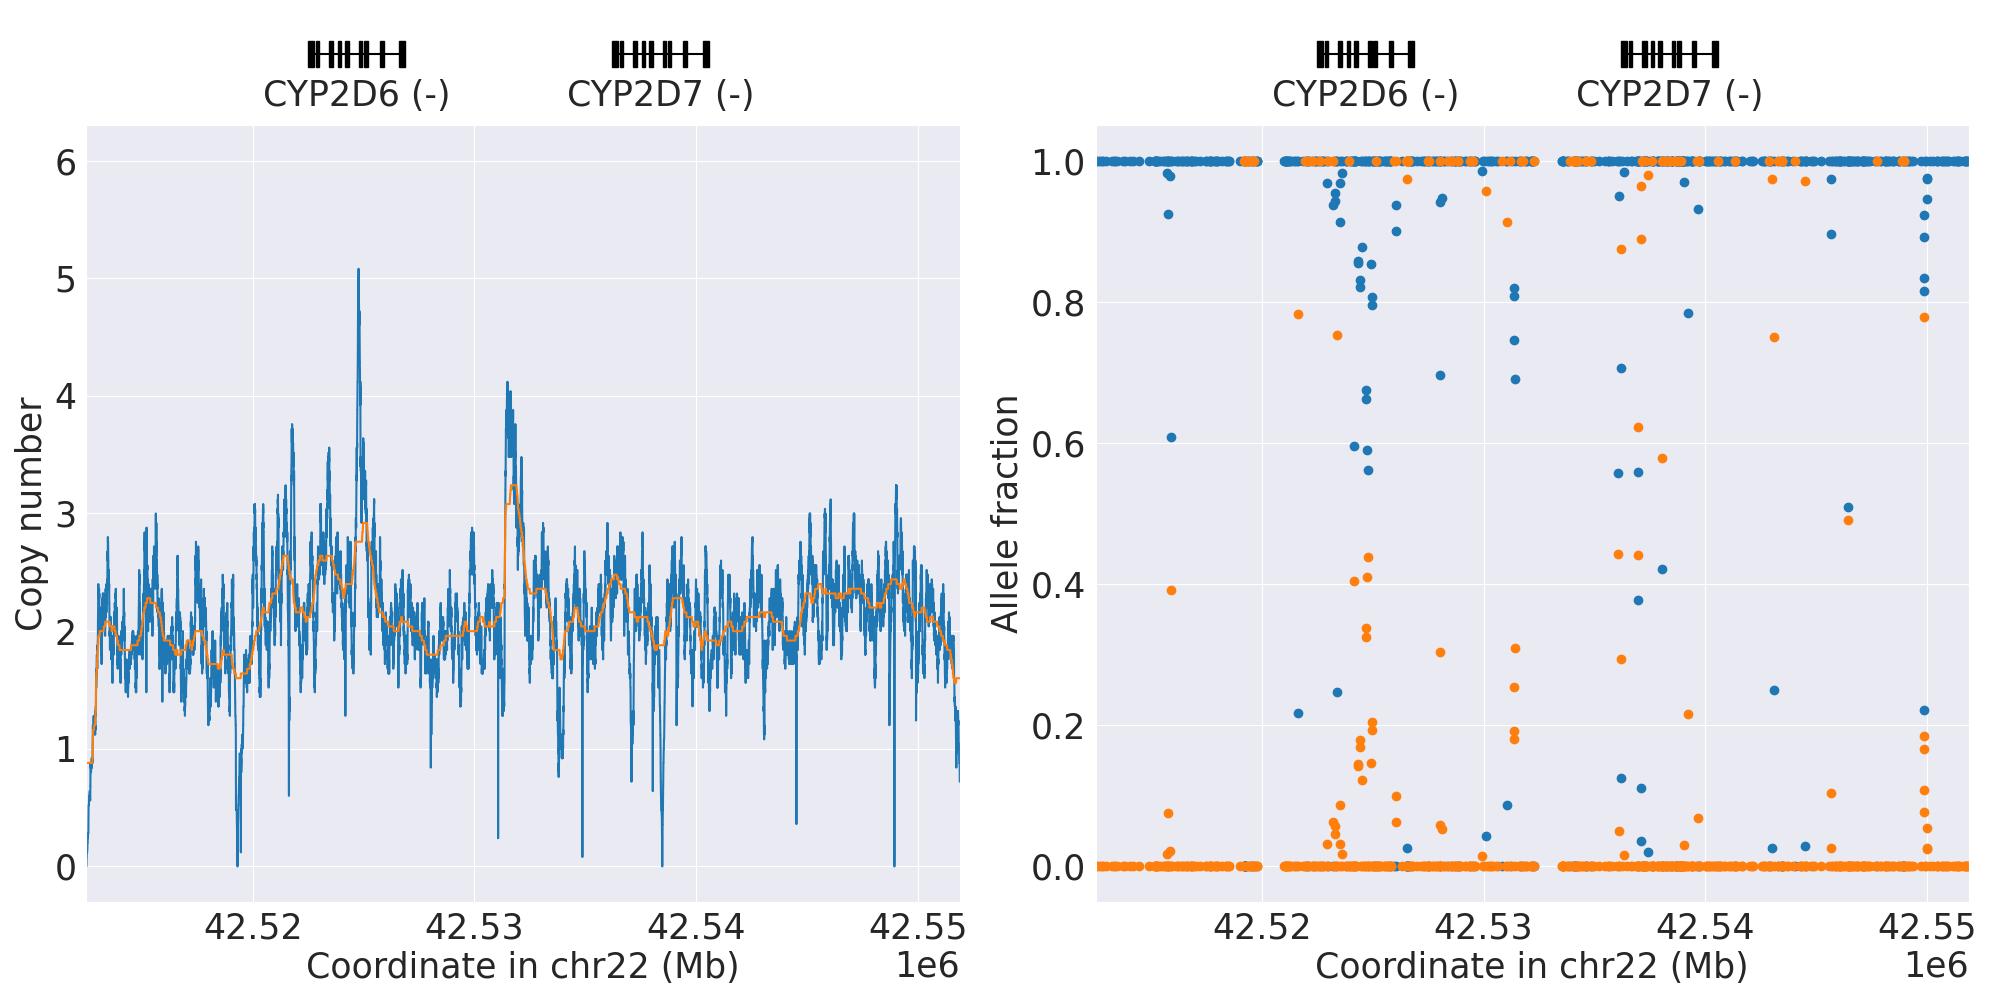 CYP2D6 (-) CYP2D7 (-)
6
5
4
3
2
1
0
Copy number
42.52 42.53 42.54 42.55
Coordinate in chr22 (Mb) 1e6
CYP2D6 (-) CYP2D7 (-)
1.0
0.8
0.6
0.4
0.2
0.0
Allele fraction
42.52 42.53 42.54 42.55
Coordinate in chr22 (Mb) 1e6